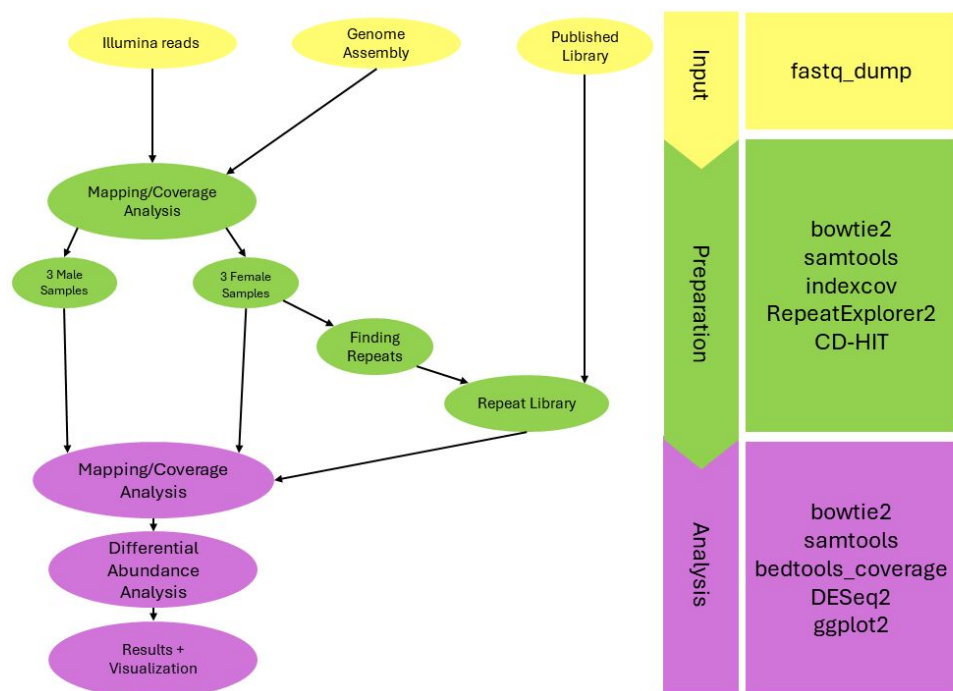 Illumina reads
Genome
Assembly
Published
Library
Mapping/Coverage
Analysis
3 Male
Samples
3 Female
Samples
Finding
Repeats
Repeat Library
Mapping/Coverage
Analysis
Differential
Abundance
Analysis
Results +
Visualization
Input
fastq_dump
Preparation
bowtie2
samtools
indexcov
RepeatExplorer2
CD-HIT
Analysis
bowtie2
samtools
bedtools_coverage
DESeq2
ggplot2